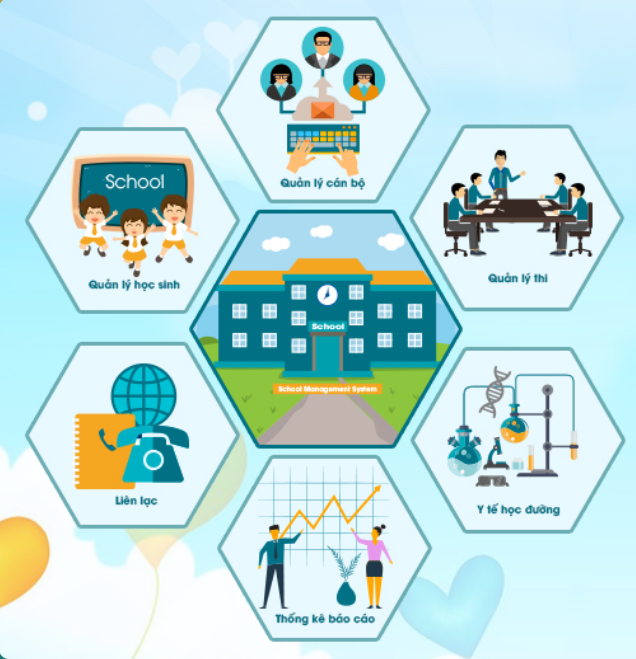 Quản lý cán bộ
School
Quản lý học sinh
Quản lý thi
School
School Management System
Liên lạc
Y tế học đường
Thống kê báo cáo